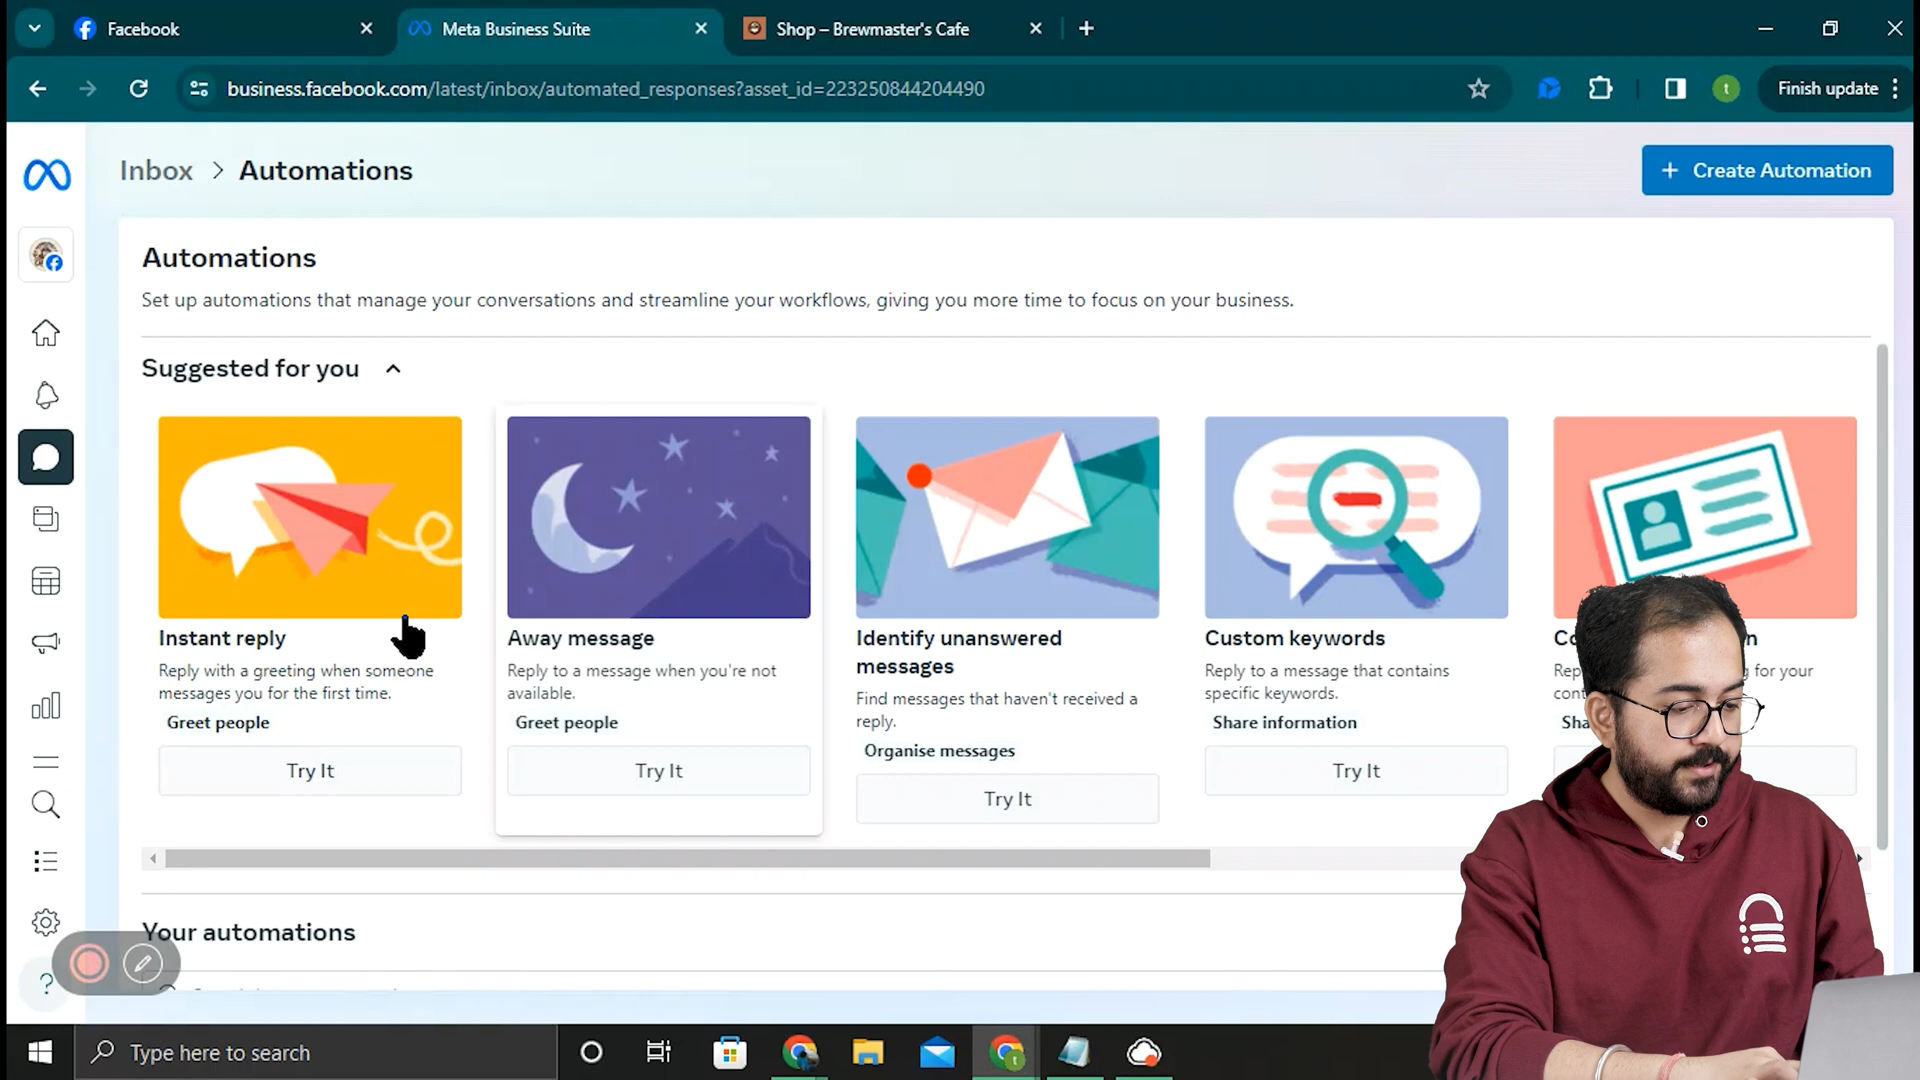 Facebook
Meta Business Suite
Shop – Brewmaster's Cafe
business.facebook.com/latest/inbox/automated_responses?asset_id=223250844204490
t
Finish update
Inbox > Automations
+ Create Automation
Automations
Set up automations that manage your conversations and streamline your workflows, giving you more time to focus on your business.
Suggested for you
Instant reply
Reply with a greeting when someone
messages you for the first time.
Greet people
Try It
Away message
Reply to a message when you're not
available.
Greet people
Try It
Identify unanswered
messages
Find messages that haven't received a
reply.
Organise messages
Try It
Custom keywords
Reply to a message that contains
specific keywords.
Share information
Try It
g for your
Your automations
?
Type here to search